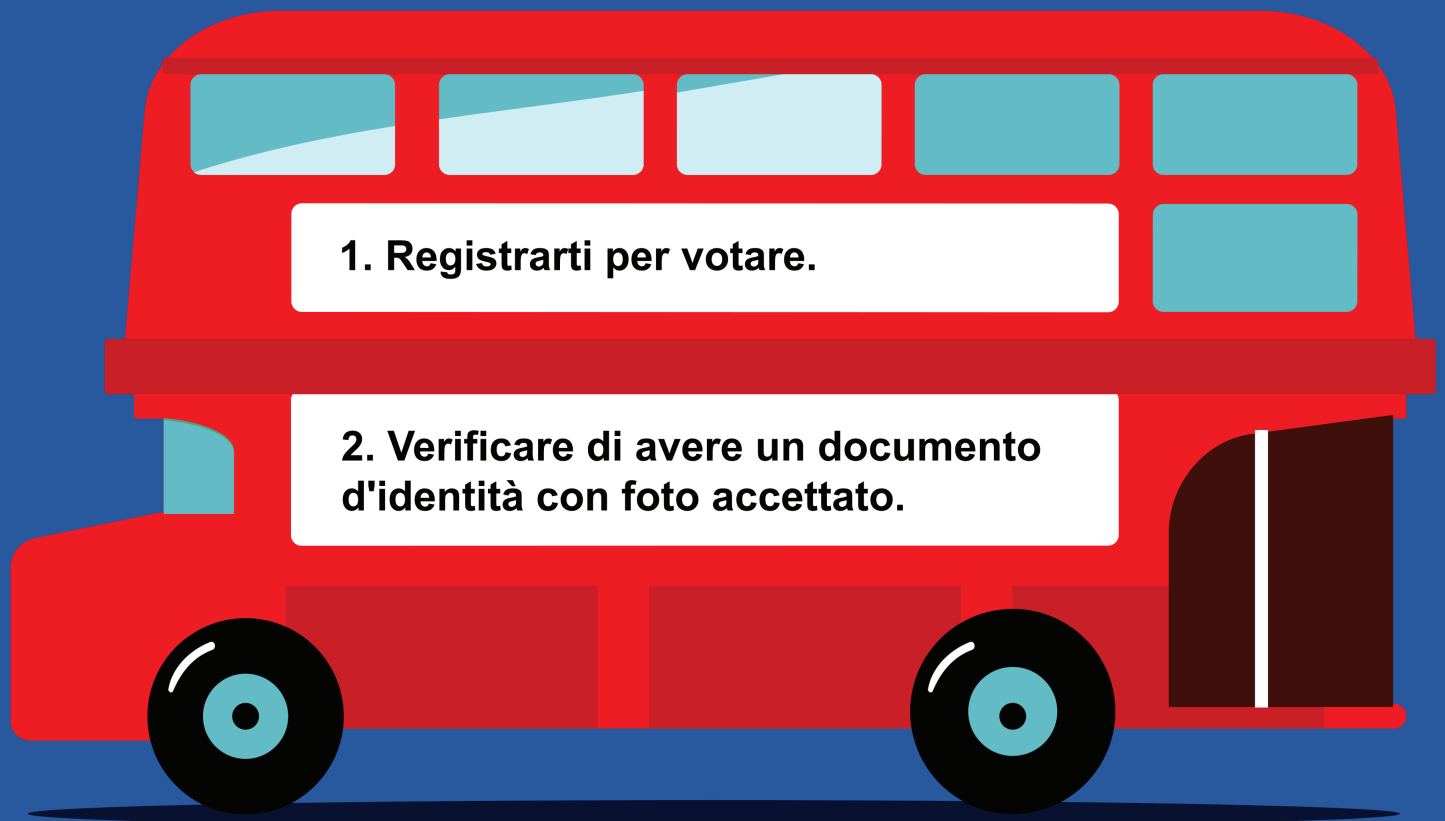 1. Registrarti per votare.
2. Verificare di avere un documento
d'identità con foto accettato.